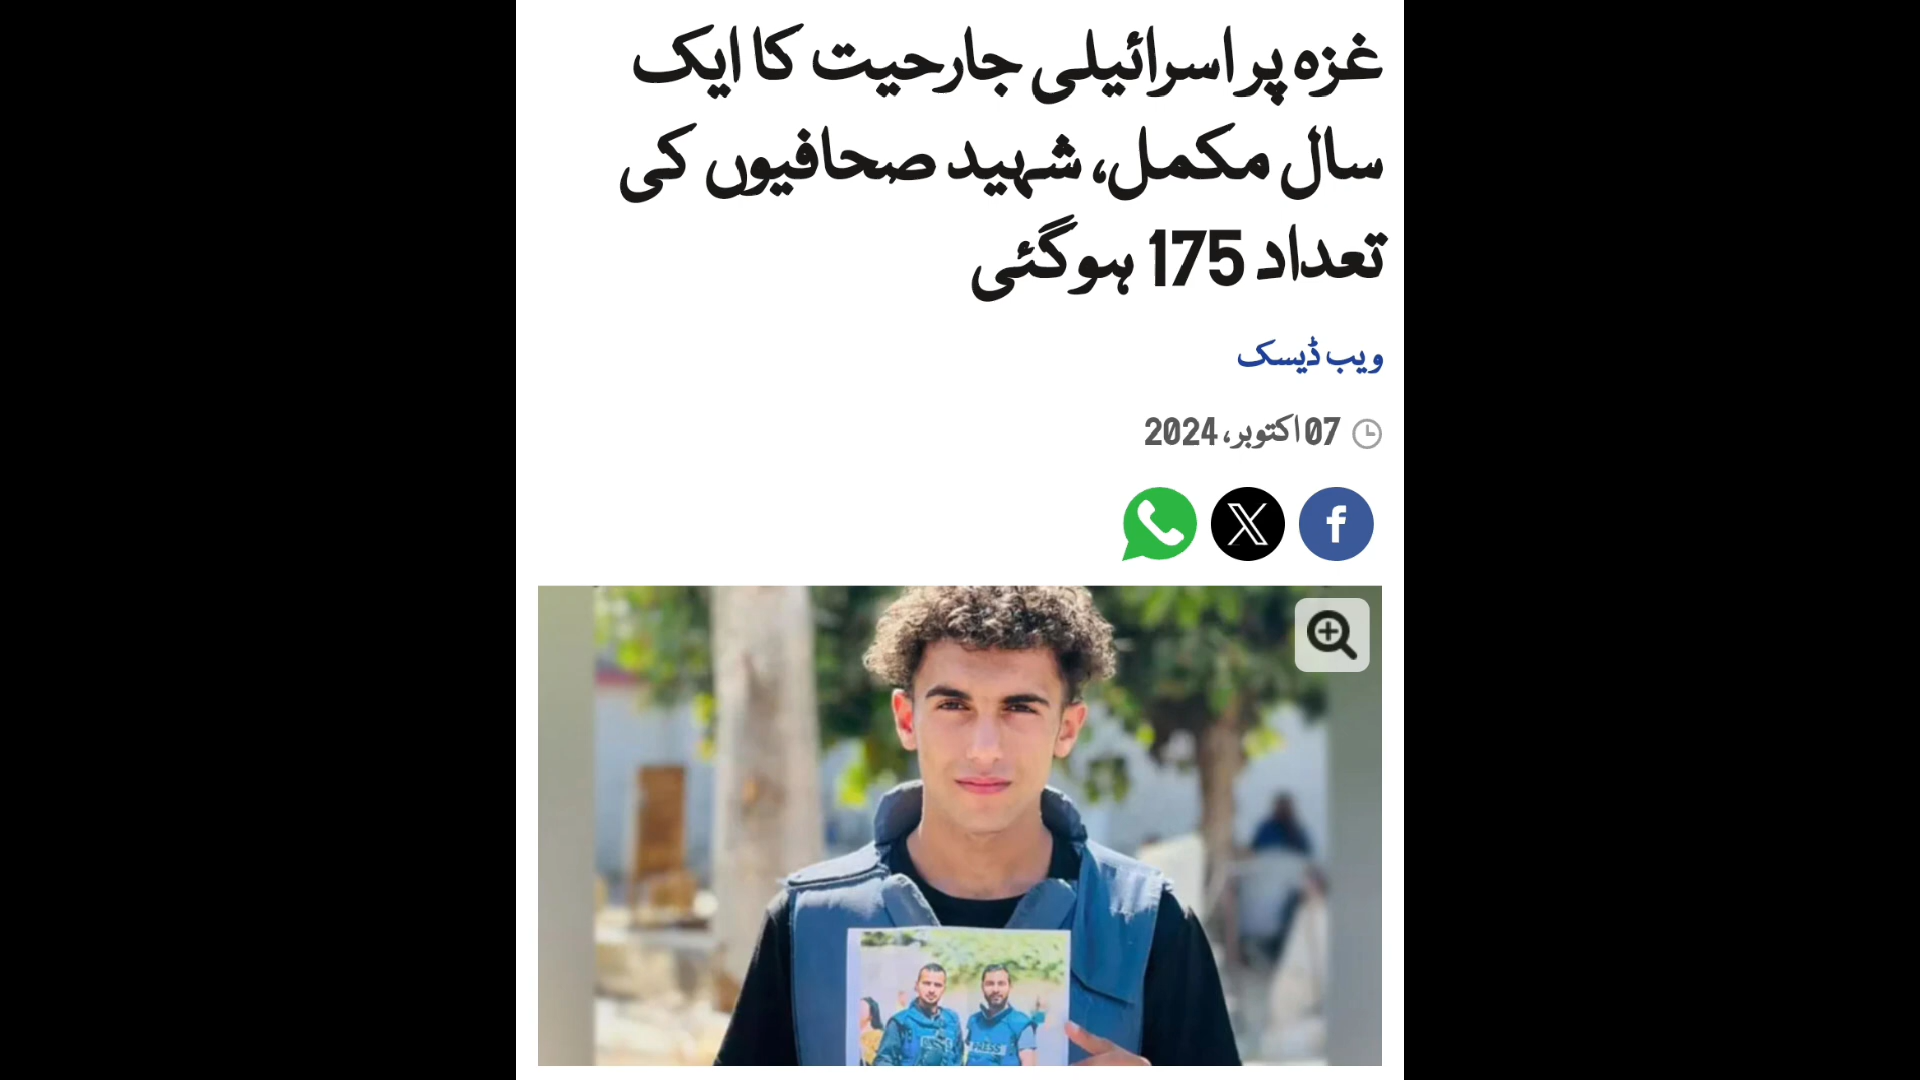 غزہ پر اسرائیلی جارحیت کا ایک
سال مکمل، شہید صحافیوں کی
تعداد 175 ہوگئی
ویب ڈیسک
07 اکتوبر، 2024
PRESS